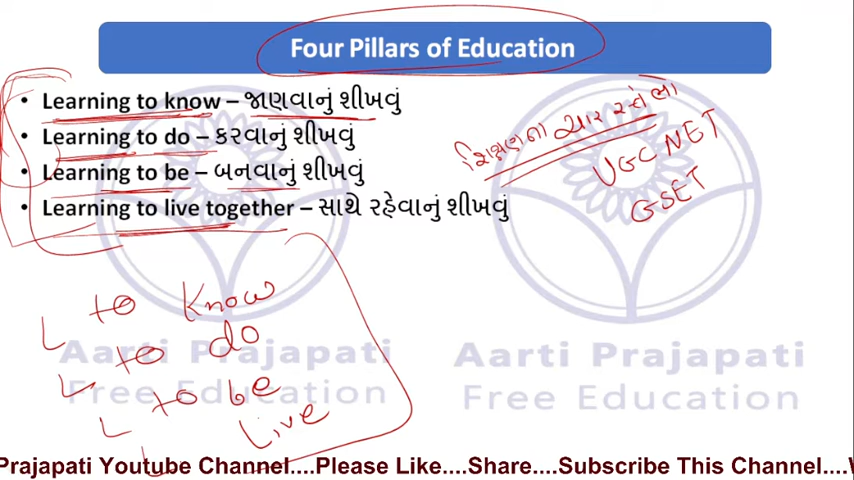 Four Pillars of Education
• Learning to know – જાણવાનું શીખવું
• Learning to do – કરવાનું શીખવું
• Learning to be – બનવાનું શીખવું
• Learning to live together – સાથે રહેવાનું શીખવું
શિક્ષણના ચાર સ્તંભો
UGC NET
GSET
L to Know
L to do
L to be
L Live
Aarti Prajapati Aarti Prajapati
Free Education Free Education
Prajapati Youtube Channel....Please Like....Share....Subscribe This Channel....